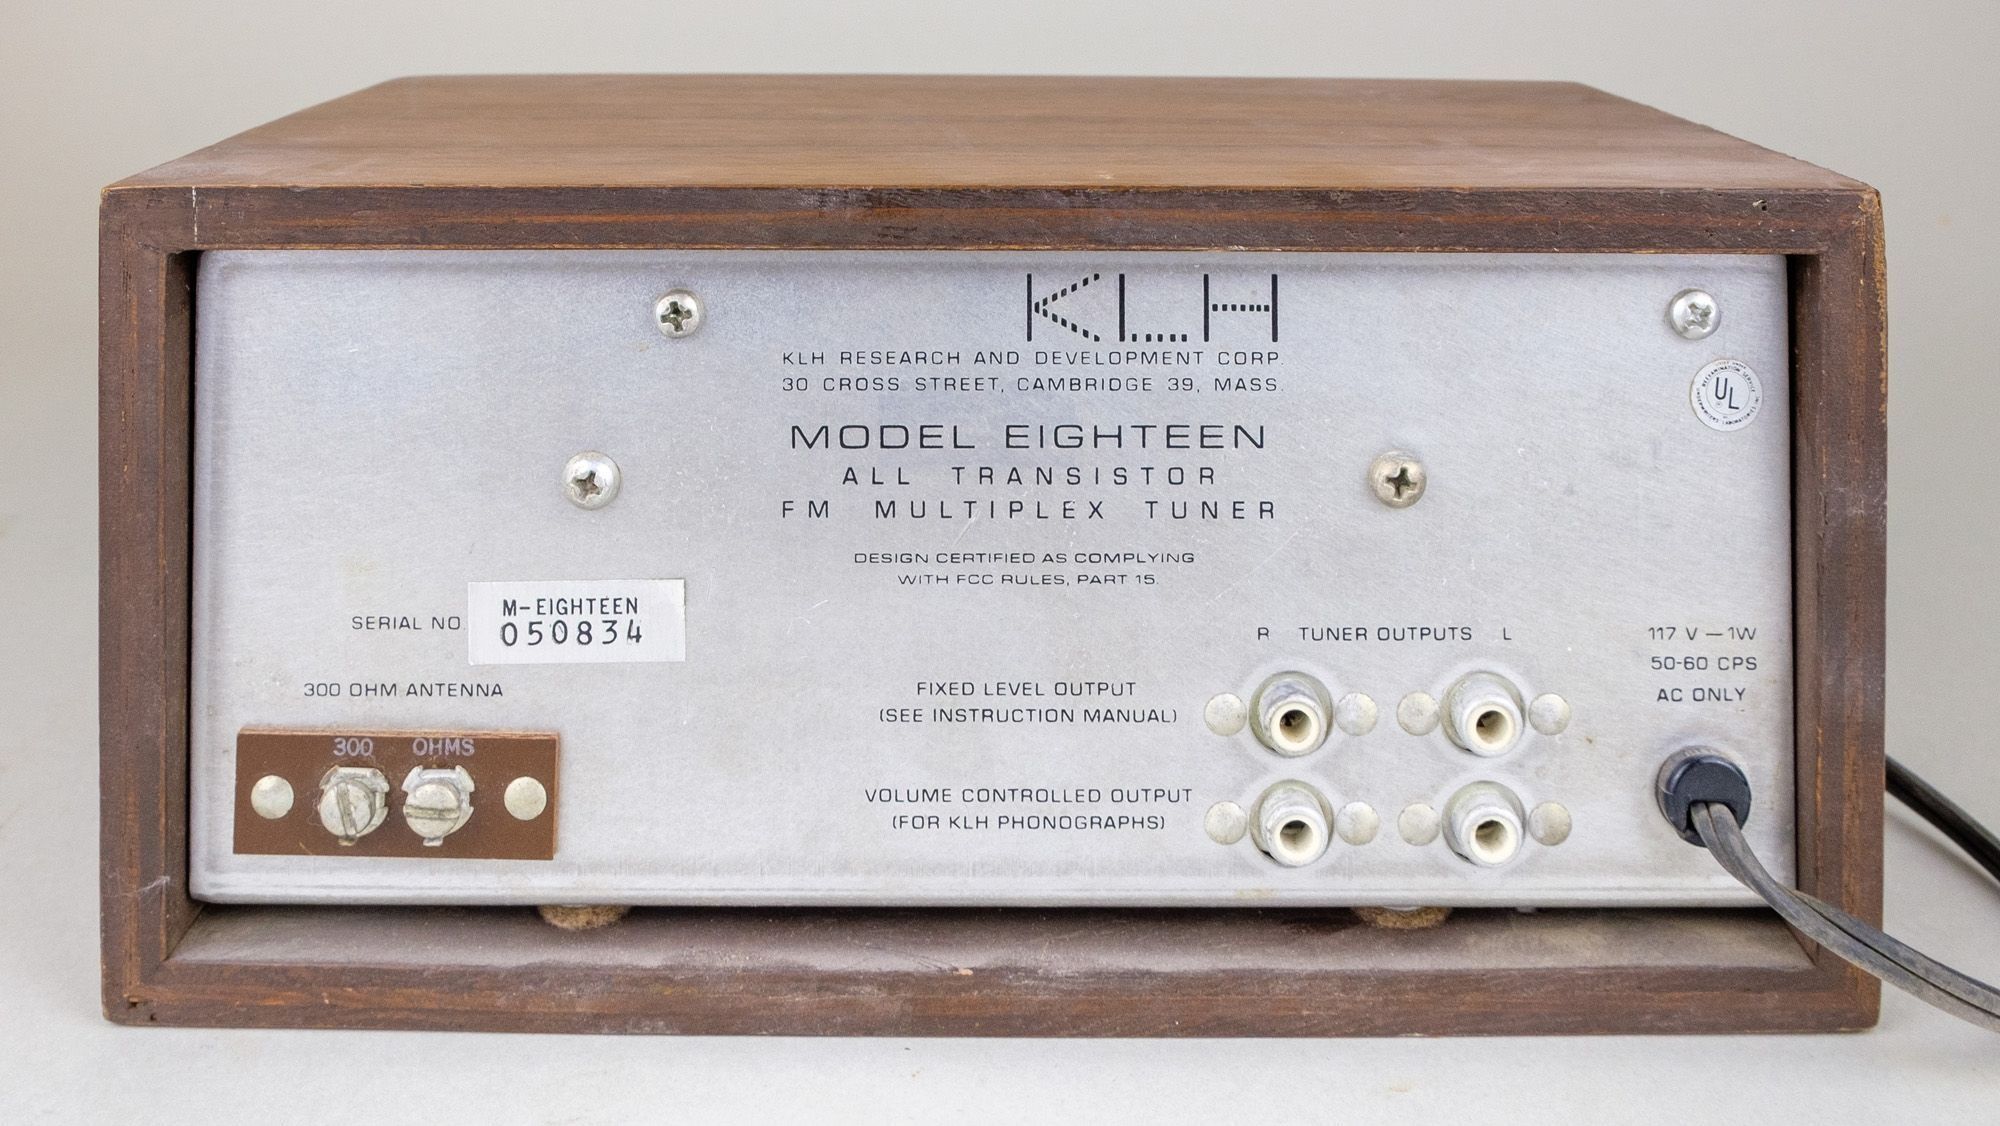 KLH
KLH RESEARCH AND DEVELOPMENT CORP.
30 CROSS STREET, CAMBRIDGE 39, MASS.
UL
MODEL EIGHTEEN
ALL TRANSISTOR
FM MULTIPLEX TUNER
DESIGN CERTIFIED AS COMPLYING
WITH FCC RULES, PART 15.
SERIAL NO.
M-EIGHTEEN
050834
300 OHM ANTENNA
300 OHMS
R TUNER OUTPUTS L
FIXED LEVEL OUTPUT
(SEE INSTRUCTION MANUAL)
VOLUME CONTROLLED OUTPUT
(FOR KLH PHONOGRAPHS)
117 V — 1W
50-60 CPS
AC ONLY